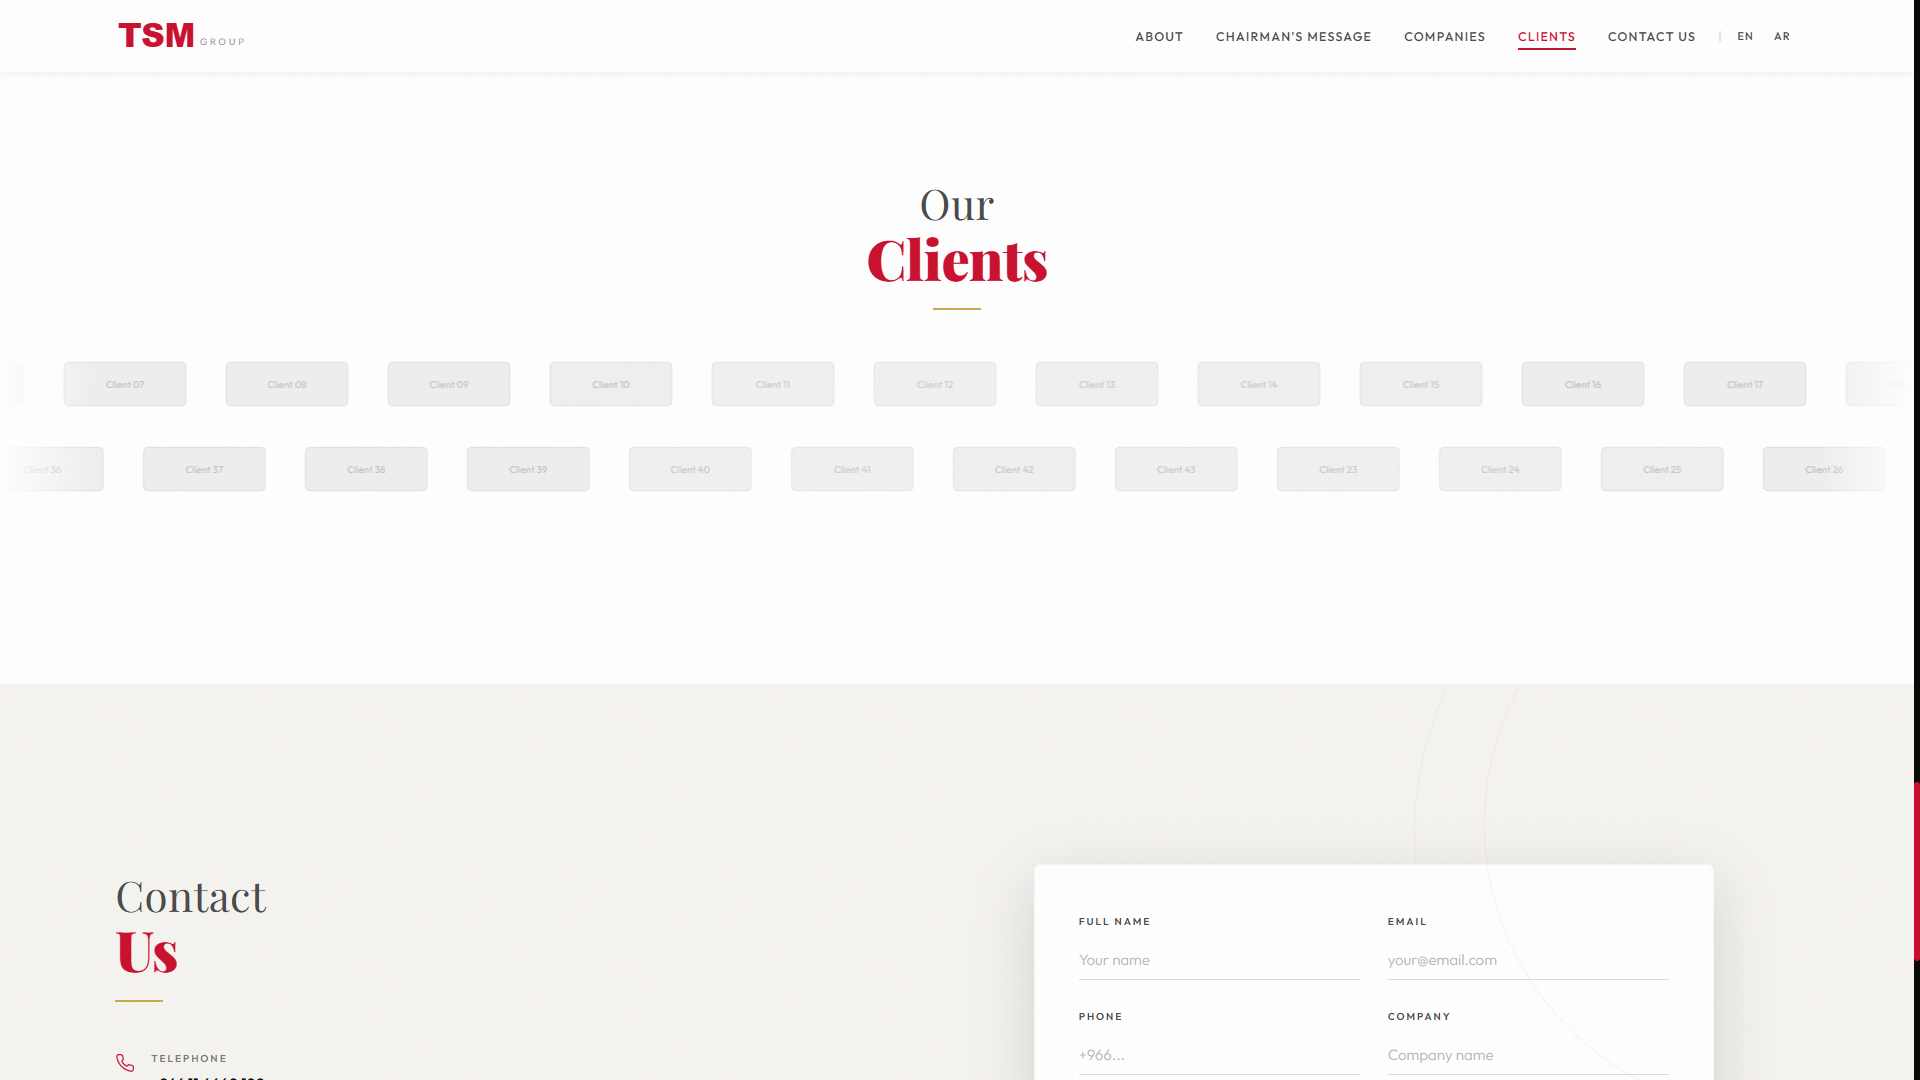 TSM GROUP
ABOUT CHAIRMAN'S MESSAGE COMPANIES CLIENTS CONTACT US | EN AR
Our
Clients
Client 07 Client 08 Client 09 Client 10 Client 11 Client 12 Client 13 Client 14 Client 15 Client 16 Client 17
Client 36 Client 37 Client 38 Client 39 Client 40 Client 41 Client 42 Client 43 Client 23 Client 24 Client 25 Client 26
Contact
Us
TELEPHONE
FULL NAME EMAIL
Your name your@email.com
PHONE COMPANY
+966... Company name